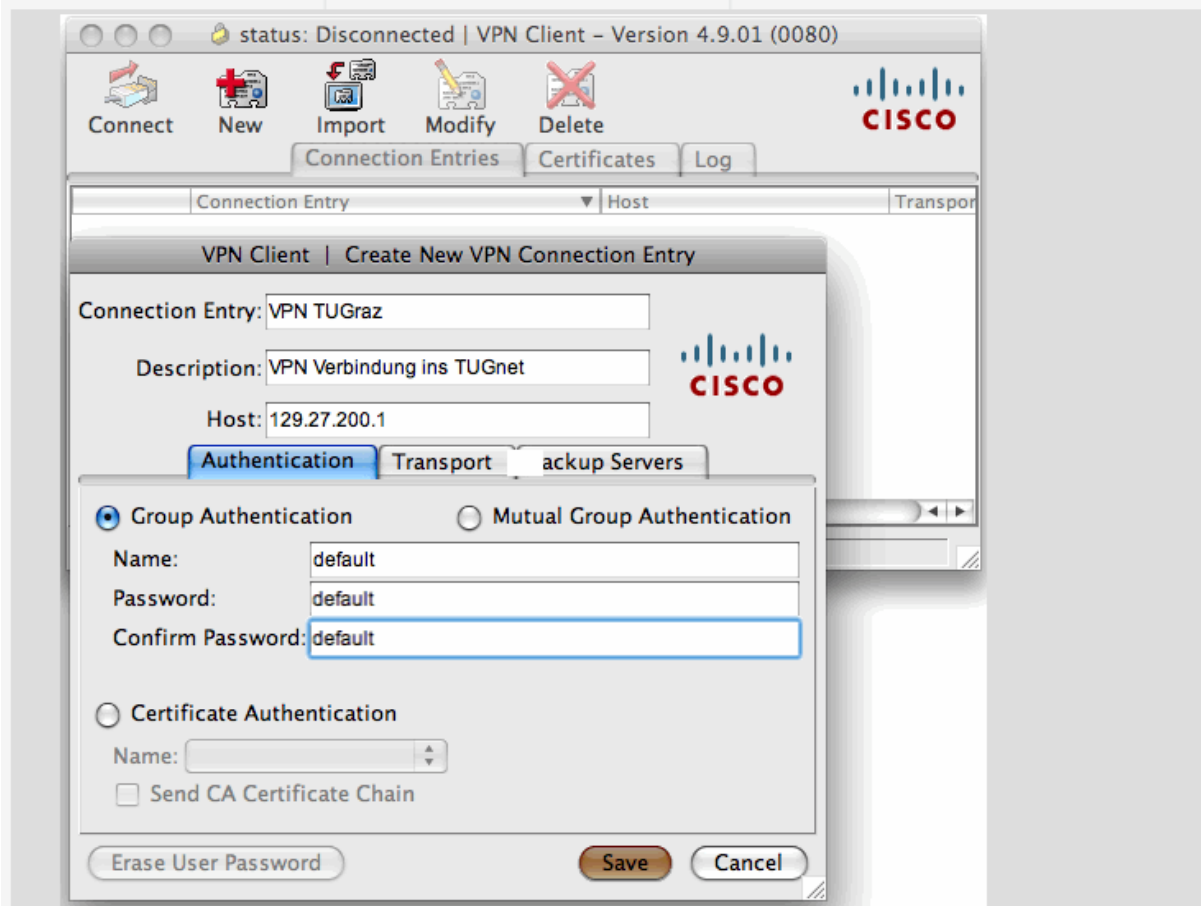 status: Disconnected | VPN Client – Version 4.9.01 (0080)
Connect New Import Modify Delete
CISCO
Connection Entries Certificates Log
Connection Entry Host Transpor
VPN Client | Create New VPN Connection Entry
Connection Entry: VPN TUGraz
Description: VPN Verbindung ins TUGnet
CISCO
Host: 129.27.200.1
Authentication Transport ackup Servers
Group Authentication Mutual Group Authentication
Name: default
Password: default
Confirm Password: default
Certificate Authentication
Name:
Send CA Certificate Chain
Erase User Password Save Cancel